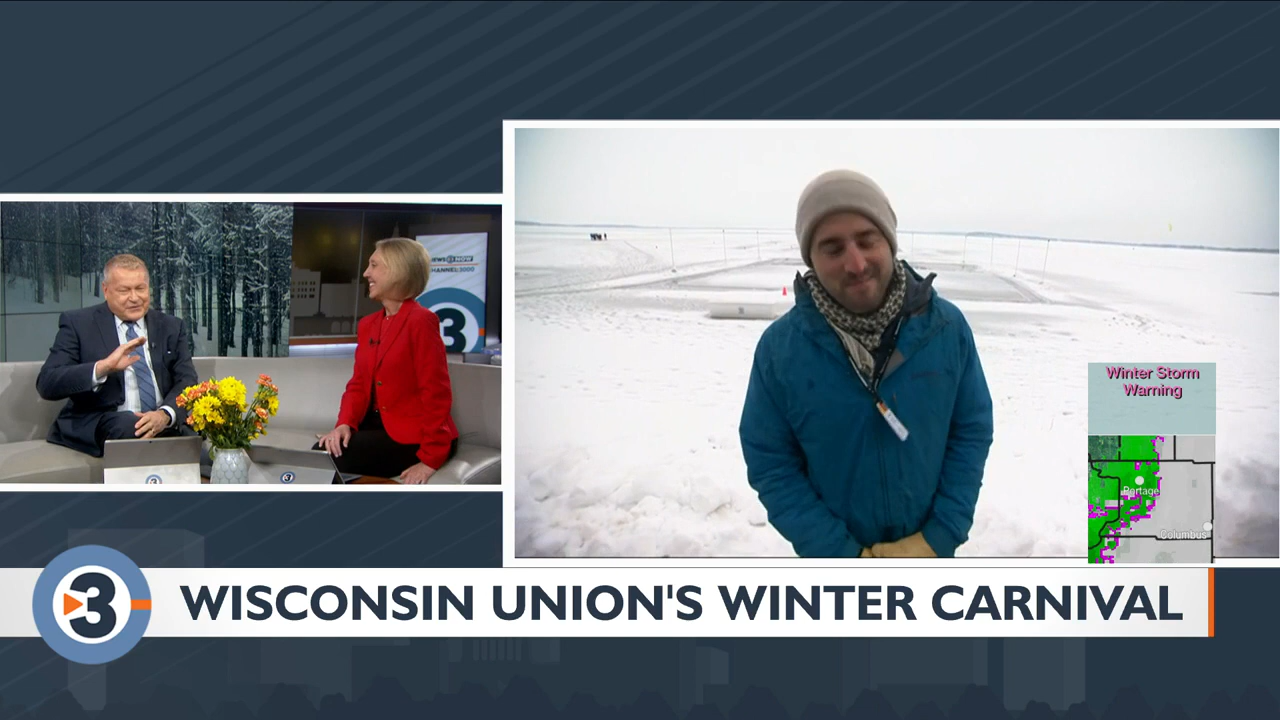 NEWS 3 NOW
CHANNEL3000
3
Winter Storm
Warning
Portage
Columbus
3
WISCONSIN UNION'S WINTER CARNIVAL